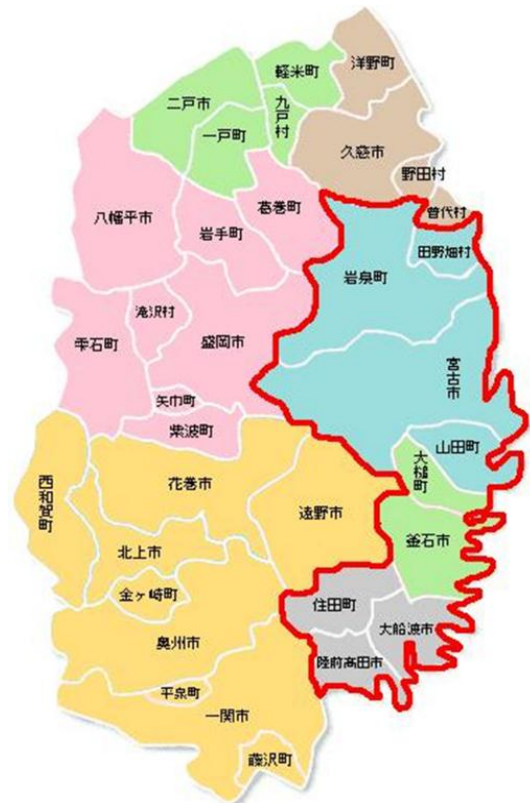 洋野町
軽米町
二戸市
九戸村
一戸町
久慈市
野田村
葛巻町
普代村
八幡平市
岩手町
田野畑村
岩泉町
滝沢村
雫石町
盛岡市
宮古市
矢巾町
紫波町
山田町
大槌町
花巻市
西和賀町
遠野市
釜石市
北上市
金ヶ崎町
住田町
大船渡市
奥州市
陸前高田市
平泉町
一関市
藤沢町